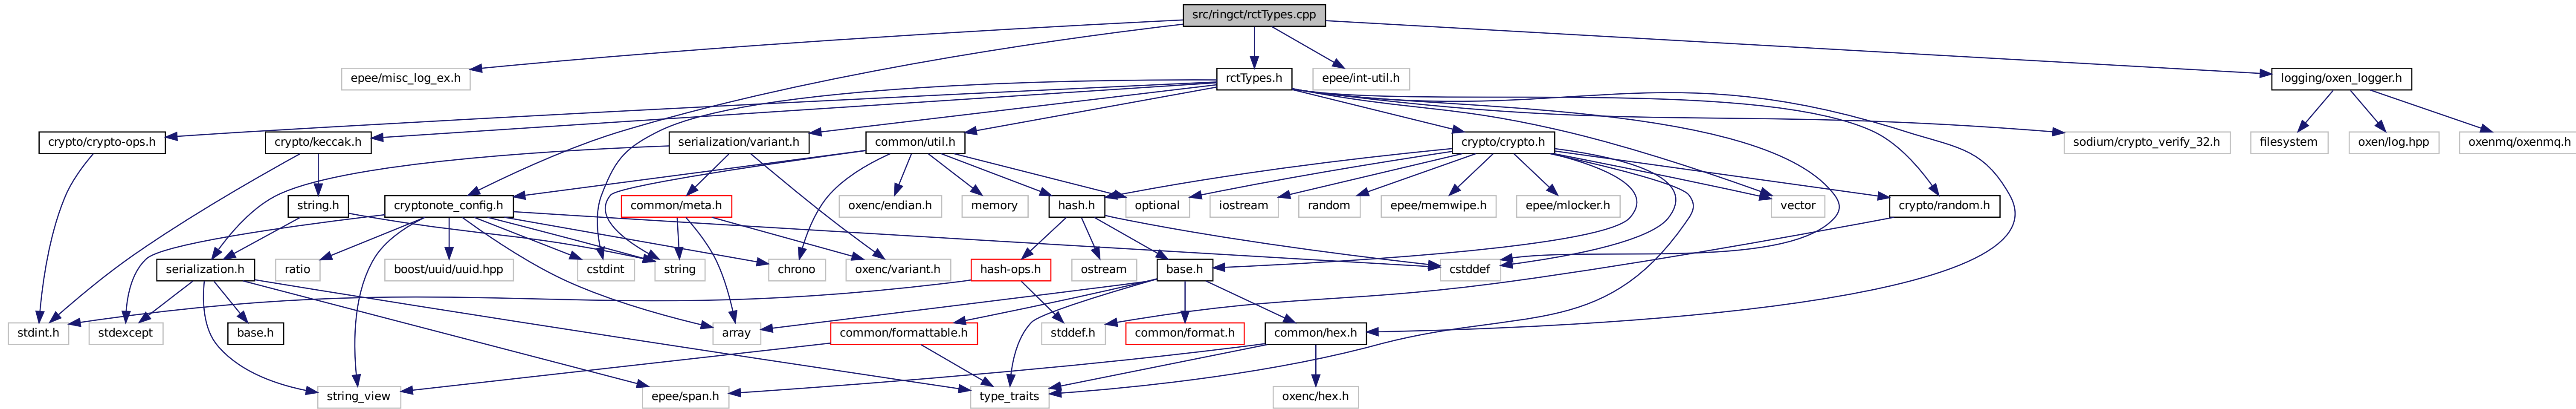 src/ringct/rctTypes.cpp
epee/misc_log_ex.h
rctTypes.h
epee/int-util.h
logging/oxen_logger.h
crypto/crypto-ops.h
crypto/keccak.h
serialization/variant.h
common/util.h
crypto/crypto.h
sodium/crypto_verify_32.h
filesystem
oxen/log.hpp
oxenmq/oxenmq.h
string.h
cryptonote_config.h
common/meta.h
oxenc/endian.h
memory
hash.h
optional
iostream
random
epee/memwipe.h
epee/mlocker.h
vector
crypto/random.h
serialization.h
ratio
boost/uuid/uuid.hpp
cstdint
string
chrono
oxenc/variant.h
hash-ops.h
ostream
base.h
cstddef
stdint.h
stdexcept
base.h
array
common/formattable.h
stddef.h
common/format.h
common/hex.h
string_view
epee/span.h
type_traits
oxenc/hex.h